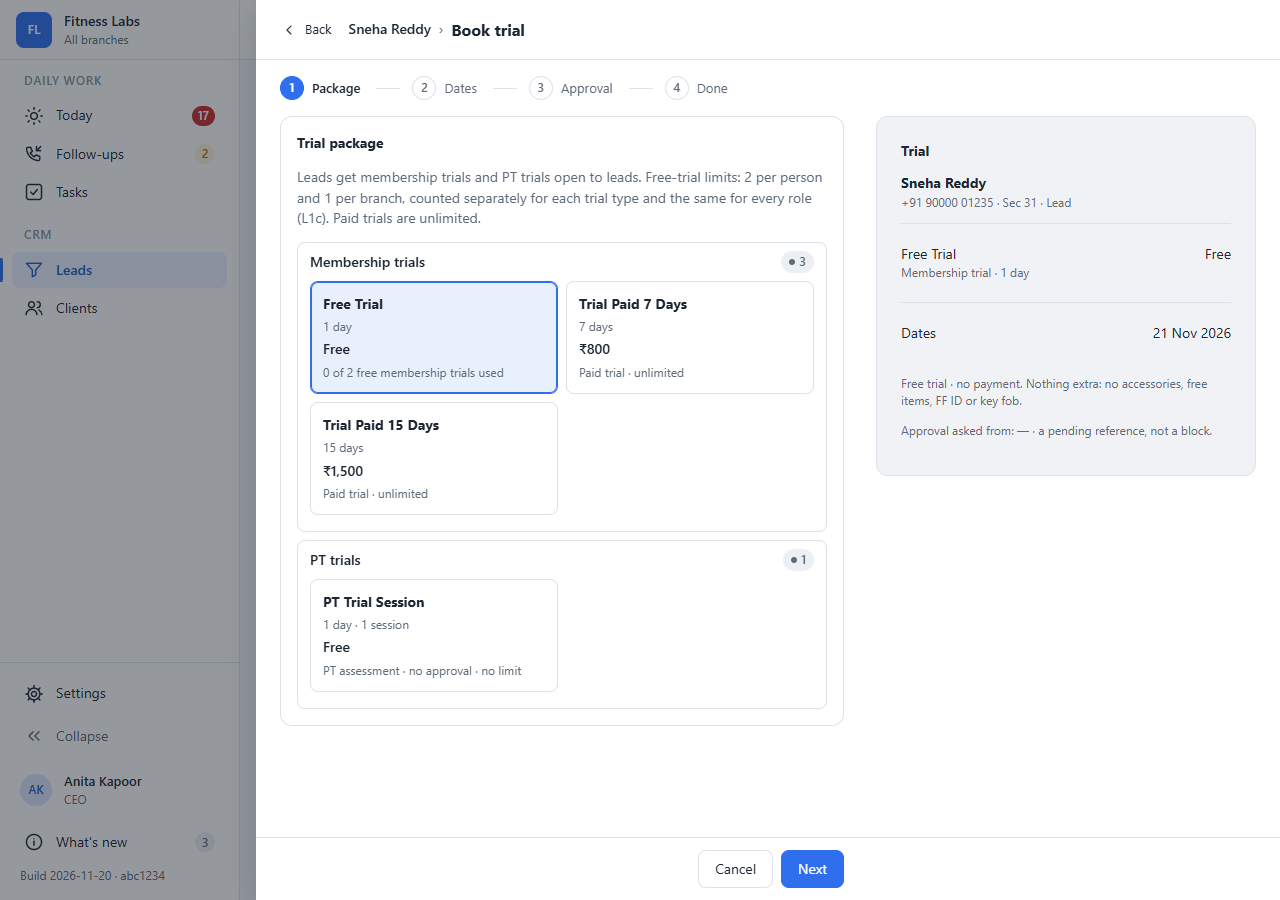 FL
Fitness Labs
All branches
DAILY WORK
Today 17
Follow-ups 2
Tasks
CRM
Leads
Clients
Settings
Collapse
AK
Anita Kapoor
CEO
What's new 3
Build 2026-11-20 · abc1234
Back Sneha Reddy › Book trial
1 Package 2 Dates 3 Approval 4 Done
Trial package
Leads get membership trials and PT trials open to leads. Free-trial limits: 2 per person
and 1 per branch, counted separately for each trial type and the same for every role
(L1c). Paid trials are unlimited.
Membership trials • 3
Free Trial
1 day
Free
0 of 2 free membership trials used
Trial Paid 7 Days
7 days
₹800
Paid trial · unlimited
Trial Paid 15 Days
15 days
₹1,500
Paid trial · unlimited
PT trials • 1
PT Trial Session
1 day · 1 session
Free
PT assessment · no approval · no limit
Trial
Sneha Reddy
+91 90000 01235 · Sec 31 · Lead
Free Trial Free
Membership trial · 1 day
Dates 21 Nov 2026
Free trial · no payment. Nothing extra: no accessories, free
items, FF ID or key fob.
Approval asked from: — · a pending reference, not a block.
Cancel Next